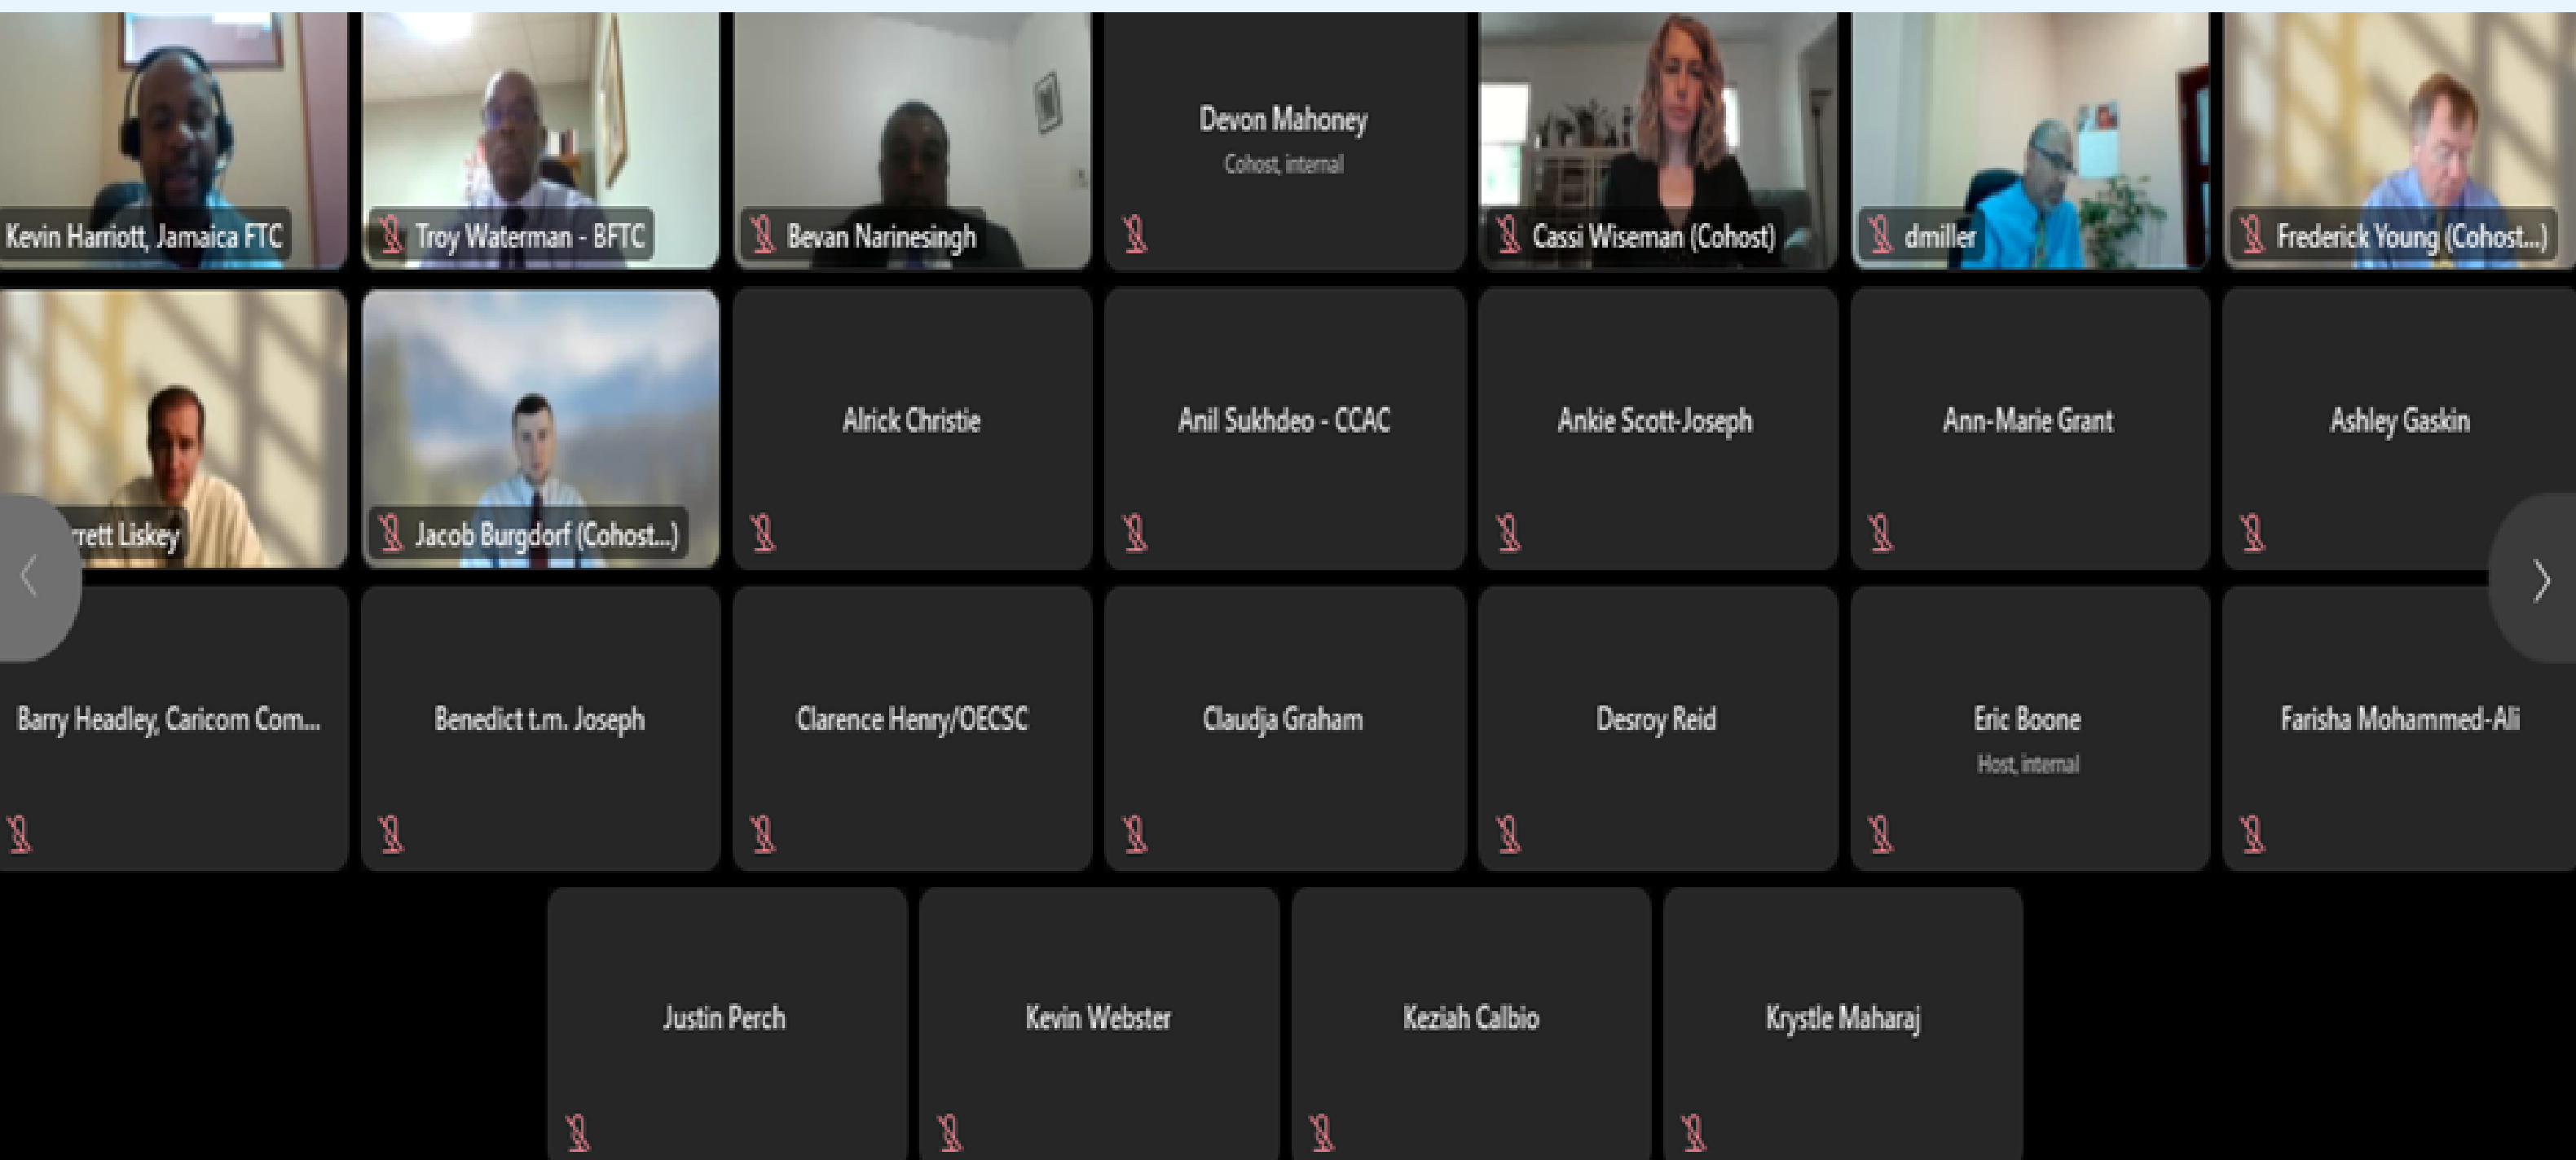 Kevin Harriott, Jamaica FTC
Troy Waterman - BFTC
Bevan Narinesingh
Devon Mahoney
Cohost, internal
Cassi Wiseman (Cohost)
dmiller
Frederick Young (Cohost...)
rrett Liskey
Jacob Burgdorf (Cohost...)
Alrick Christie
Anil Sukhdeo - CCAC
Ankie Scott-Joseph
Ann-Marie Grant
Ashley Gaskin
Barry Headley, Caricom Com...
Benedict t.m. Joseph
Clarence Henry/OECSC
Claudja Graham
Desroy Reid
Eric Boone
Host, internal
Farisha Mohammed-Ali
Justin Perch
Kevin Webster
Keziah Calbio
Krystle Maharaj